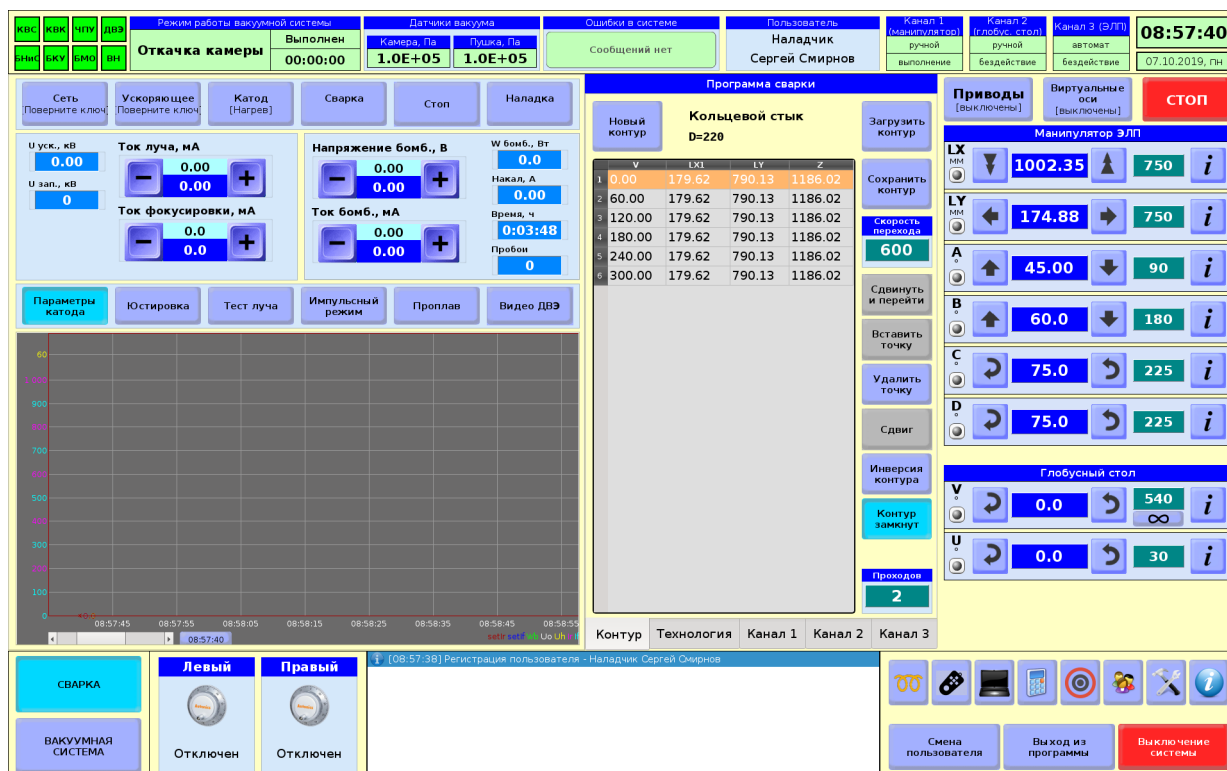 КВС КВК ЧПУ ДВЭ
БНиС БКУ БМО ВН
Режим работы вакуумной системы
Откачка камеры
Выполнен
00:00:00
Датчики вакуума
Камера, Па Пушка, Па
1.0E+05 1.0E+05
Ошибки в системе
Сообщений нет
Пользователь
Наладчик
Сергей Смирнов
Канал 1
(манипулятор)
ручной
выполнение
Канал 2
(глобус. стол)
ручной
бездействие
Канал 3 (ЭЛП)
автомат
бездействие
08:57:40
07.10.2019, пн
Сеть
Поверните ключ
Ускоряющее
Поверните ключ
Катод
[Нагрев]
Сварка
Стоп
Наладка
U уск., кВ
0.00
U зап., кВ
0
Ток луча, мА
0.00
0.00
Ток фокусировки, мА
0.0
0.0
Напряжение бомб., В
0.00
0.00
Ток бомб., мА
0.00
0.00
W бомб., Вт
0.0
Накал, А
0.00
Время, ч
0:03:48
Пробои
0
Параметры
катода
Юстировка
Тест луча
Импульсный
режим
Проплав
Видео ДВЭ
60
900
700
500
300
100
0
08:57:45 08:57:55 08:58:05 08:58:15 08:58:25 08:58:35 08:58:45 08:58:55
08:57:40
setIr setIf Wb Uo Uh
Программа сварки
Новый
контур
Кольцевой стык
D=220
Загрузить
контур
V LX1 LY Z
1 0.00 179.62 790.13 1186.02
2 60.00 179.62 790.13 1186.02
3 120.00 179.62 790.13 1186.02
4 180.00 179.62 790.13 1186.02
5 240.00 179.62 790.13 1186.02
6 300.00 179.62 790.13 1186.02
Сохранить
контур
Скорость
перехода
600
Сдвинуть
и перейти
Вставить
точку
Удалить
точку
Сдвиг
Инверсия
контура
Контур
замкнут
Проходов
2
Контур Технология Канал 1 Канал 2 Канал 3
Приводы
[выключены]
Виртуальные
оси
[выключены]
СТОП
Манипулятор ЭЛП
LX
мм
1002.35 750 i
LY
мм
174.88 750 i
A
°
45.00 90 i
B
°
60.0 180 i
C
°
75.0 225 i
D
°
75.0 225 i
Глобусный стол
V
°
0.0 540 i
∞
U
°
0.0 30 i
СВАРКА
ВАКУУМНАЯ
СИСТЕМА
Левый
Отключен
Правый
Отключен
[08:57:38] Регистрация пользователя - Наладчик Сергей Смирнов
Смена
пользователя
Выход из
программы
Выключение
системы